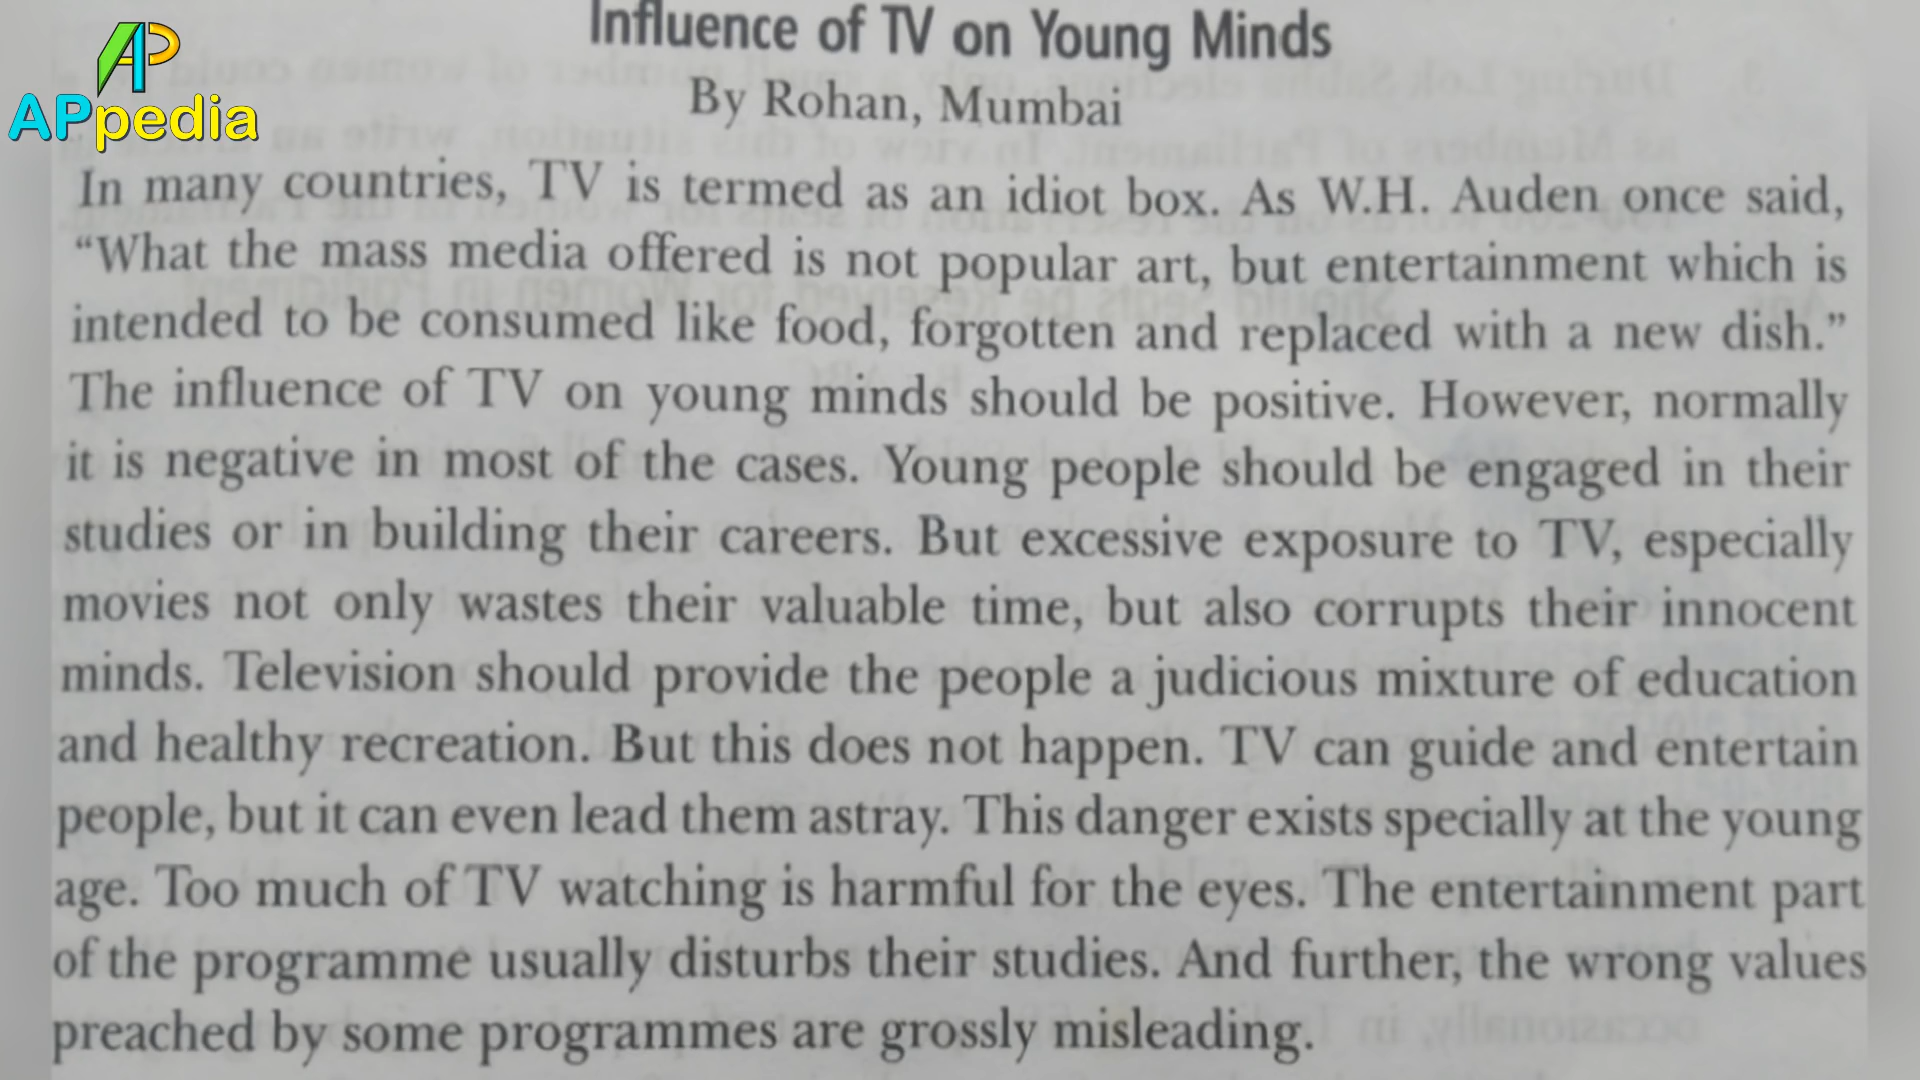 AP
APpedia
Influence of TV on Young Minds
By Rohan, Mumbai
In many countries, TV is termed as an idiot box. As W.H. Auden once said,
“What the mass media offered is not popular art, but entertainment which is
intended to be consumed like food, forgotten and replaced with a new dish.”
The influence of TV on young minds should be positive. However, normally
it is negative in most of the cases. Young people should be engaged in their
studies or in building their careers. But excessive exposure to TV, especially
movies not only wastes their valuable time, but also corrupts their innocent
minds. Television should provide the people a judicious mixture of education
and healthy recreation. But this does not happen. TV can guide and entertain
people, but it can even lead them astray. This danger exists specially at the young
age. Too much of TV watching is harmful for the eyes. The entertainment part
of the programme usually disturbs their studies. And further, the wrong values
preached by some programmes are grossly misleading.